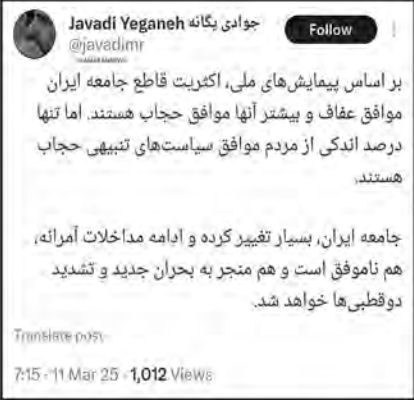 Javadi Yeganeh جوادی یگانه
@javadimr
Follow
بر اساس پیمایش‌های ملی، اکثریت قاطع جامعه ایران
موافق عفاف و بیشتر آنها موافق حجاب هستند. اما تنها
درصد اندکی از مردم موافق سیاست‌های تنبیهی حجاب
هستند.
جامعه ایران، بسیار تغییر کرده و ادامه مداخلات آمرانه،
هم ناموفق است و هم منجر به بحران جدید و تشدید
دوقطبی‌ها خواهد شد.
Translate post
7:15 · 11 Mar 25 · 1,012 Views